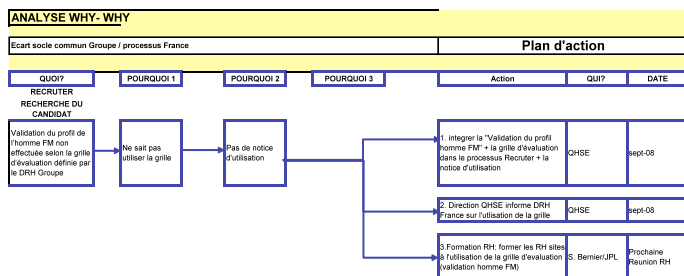 ANALYSE WHY- WHY
Ecart socle commun Groupe / processus France
Plan d'action
QUOI?
POURQUOI 1
POURQUOI 2
POURQUOI 3
Action
QUI?
DATE
RECRUTER
RECHERCHE DU
CANDIDAT
Validation du profil de
l'homme FM non
effectuée selon la grille
d'évaluation définie par
le DRH Groupe
Ne sait pas
utiliser la grille
Pas de notice
d'utilisation
1. integrer la "Validation du profil
homme FM" + la grille d'évaluation
dans le processus Recruter + la
notice d'utilisation
QHSE
sept-08
2. Direction QHSE informe DRH
France sur l'utlisation de la grille
QHSE
sept-08
3.Formation RH: former les RH sites
à l'utilisation de la grille d'evaluation
(validation homme FM)
S. Bernier/JPL
Prochaine
Reunion RH